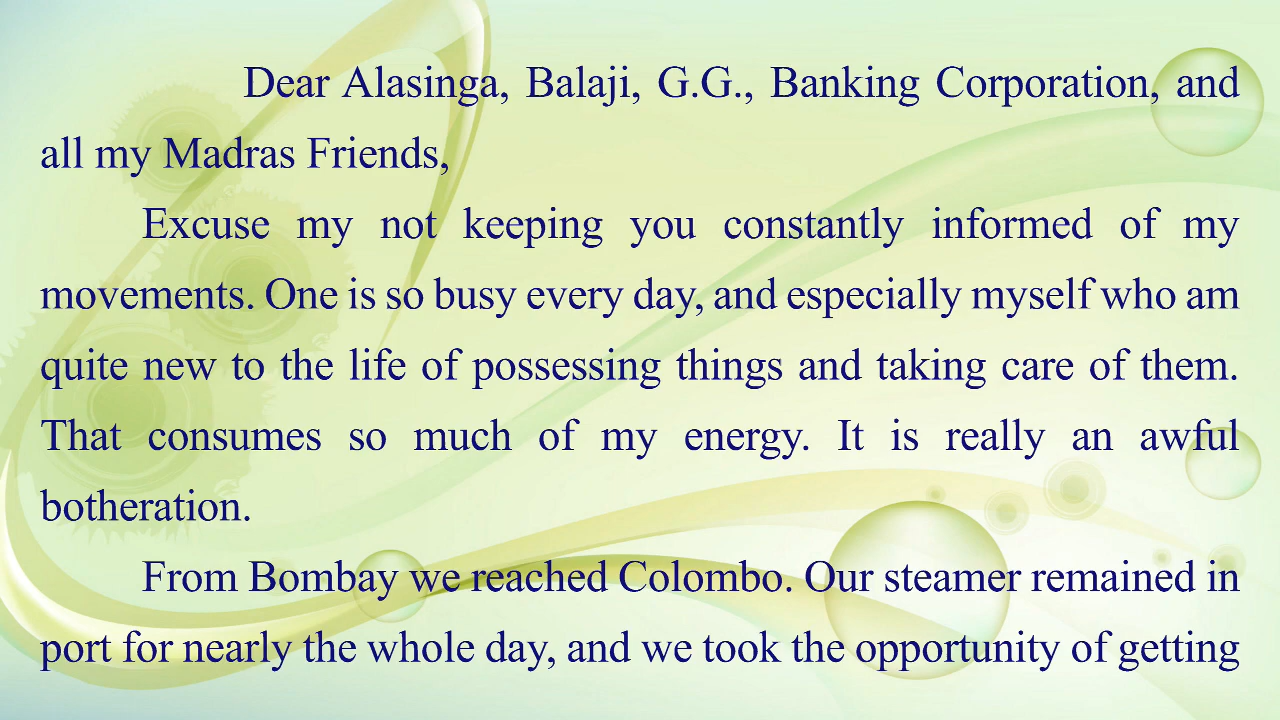 Dear Alasinga, Balaji, G.G., Banking Corporation, and
all my Madras Friends,
Excuse my not keeping you constantly informed of my
movements. One is so busy every day, and especially myself who am
quite new to the life of possessing things and taking care of them.
That consumes so much of my energy. It is really an awful
botheration.
From Bombay we reached Colombo. Our steamer remained in
port for nearly the whole day, and we took the opportunity of getting